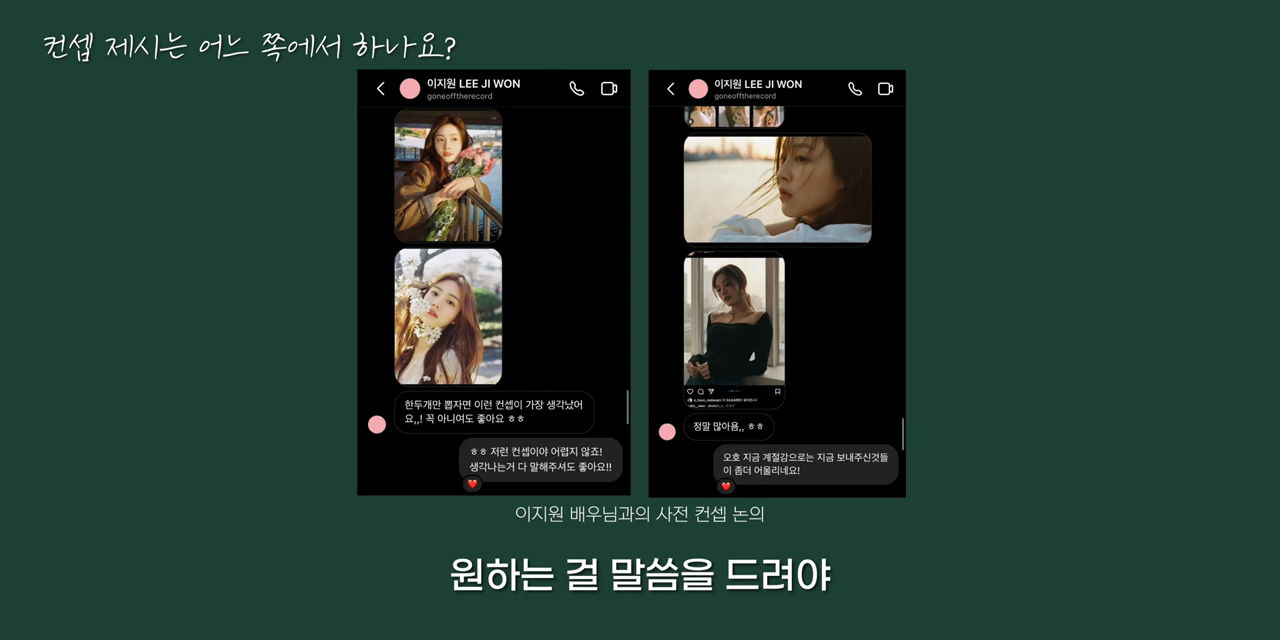 컨셉 제시는 어느 쪽에서 하나요?
이지원 LEE JI WON
goneofftherecord
한두개만 뽑자면 이런 컨셉이 가장 생각났어
요,,! 꼭 아니여도 좋아요 ㅎㅎ
ㅎㅎ 저런 컨셉이야 어렵지 않죠!
생각나는거 다 말해주셔도 좋아요!!
이지원 LEE JI WON
goneofftherecord
정말 많아욤,, ㅎㅎ
오호 지금 계절감으로는 지금 보내주신것들
이 좀더 어울리네요!
이지원 배우님과의 사전 컨셉 논의
원하는 걸 말씀을 드려야